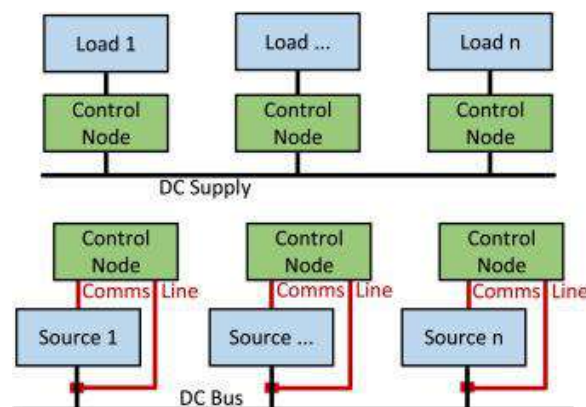 Load 1
Load ...
Load n
Control
Node
Control
Node
Control
Node
DC Supply
Control
Node
Control
Node
Control
Node
Comms Line
Comms Line
Comms Line
Source 1
Source ...
Source n
DC Bus